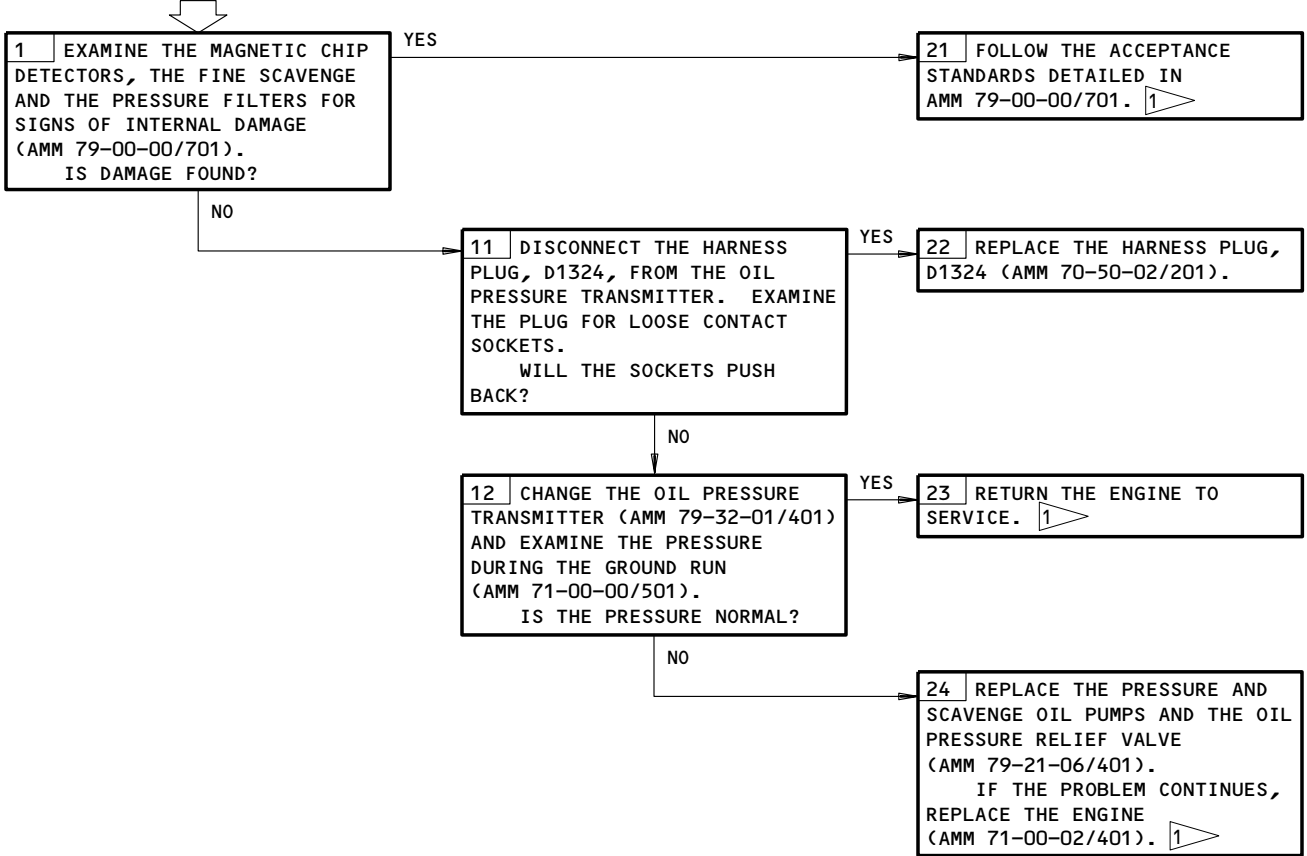 1 EXAMINE THE MAGNETIC CHIP
DETECTORS, THE FINE SCAVENGE
AND THE PRESSURE FILTERS FOR
SIGNS OF INTERNAL DAMAGE
(AMM 79-00-00/701).
IS DAMAGE FOUND?
YES
21 FOLLOW THE ACCEPTANCE
STANDARDS DETAILED IN
AMM 79-00-00/701. 1
NO
11 DISCONNECT THE HARNESS
PLUG, D1324, FROM THE OIL
PRESSURE TRANSMITTER. EXAMINE
THE PLUG FOR LOOSE CONTACT
SOCKETS.
WILL THE SOCKETS PUSH
BACK?
YES
22 REPLACE THE HARNESS PLUG,
D1324 (AMM 70-50-02/201).
NO
12 CHANGE THE OIL PRESSURE
TRANSMITTER (AMM 79-32-01/401)
AND EXAMINE THE PRESSURE
DURING THE GROUND RUN
(AMM 71-00-00/501).
IS THE PRESSURE NORMAL?
YES
23 RETURN THE ENGINE TO
SERVICE. 1
NO
24 REPLACE THE PRESSURE AND
SCAVENGE OIL PUMPS AND THE OIL
PRESSURE RELIEF VALVE
(AMM 79-21-06/401).
IF THE PROBLEM CONTINUES,
REPLACE THE ENGINE
(AMM 71-00-02/401). 1